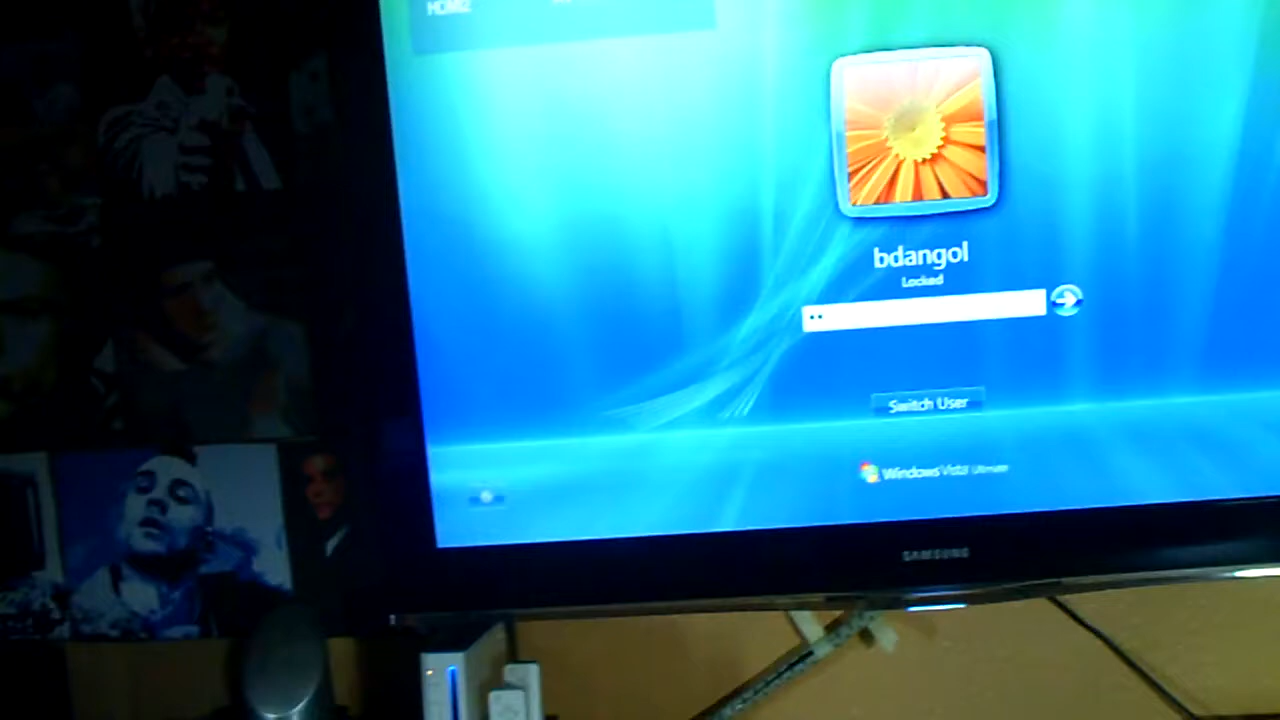 HDMI2
bdangol
Locked
Switch User
Windows Vista Ultimate
SAMSUNG